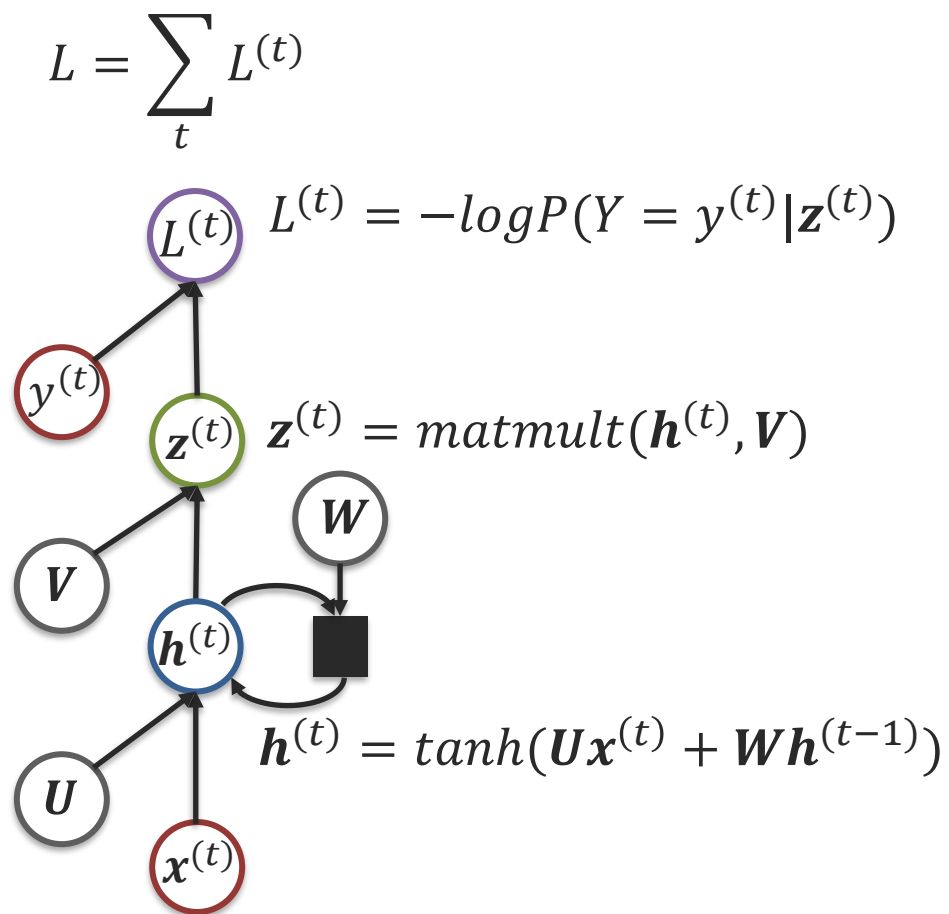 L = ∑_t L^(t)
L^(t)
L^(t) = −logP(Y = y^(t)|z^(t))
y^(t)
z^(t)
z^(t) = matmult(h^(t), V)
W
V
h^(t)
h^(t) = tanh(Ux^(t) + Wh^(t−1))
U
x^(t)